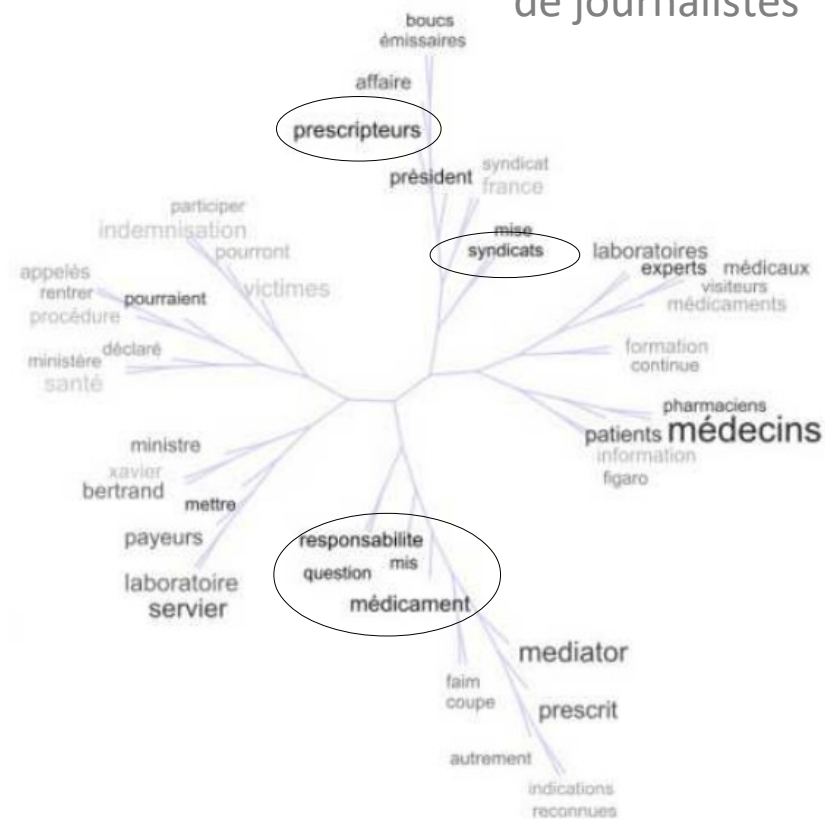 de journalistes
boucs
émissaires
affaire
prescripteurs
président
syndicat
france
mise
syndicats
participer
indemnisation
pourront
victimes
appelés
rentrer
procédure
pourraient
déclaré
ministère
santé
laboratoires
experts médicaux
visiteurs
médicaments
formation
continue
pharmaciens
patients médecins
information
figaro
ministre
xavier
bertrand
mettre
payeurs
laboratoire
servier
responsabilite
question
mis
médicament
mediator
faim
coupe
prescrit
autrement
indications
reconnues